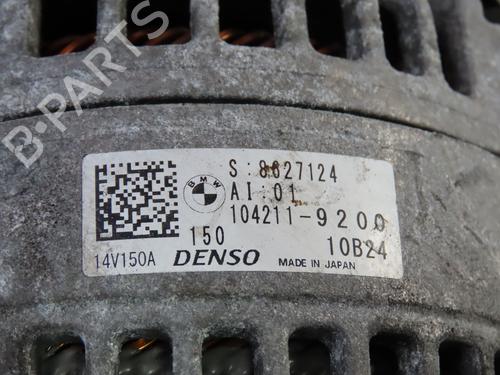 B-PARTS
S:8627124
BMW
AI:01
104211-9200
150 10B24
14V150A DENSO MADE IN JAPAN